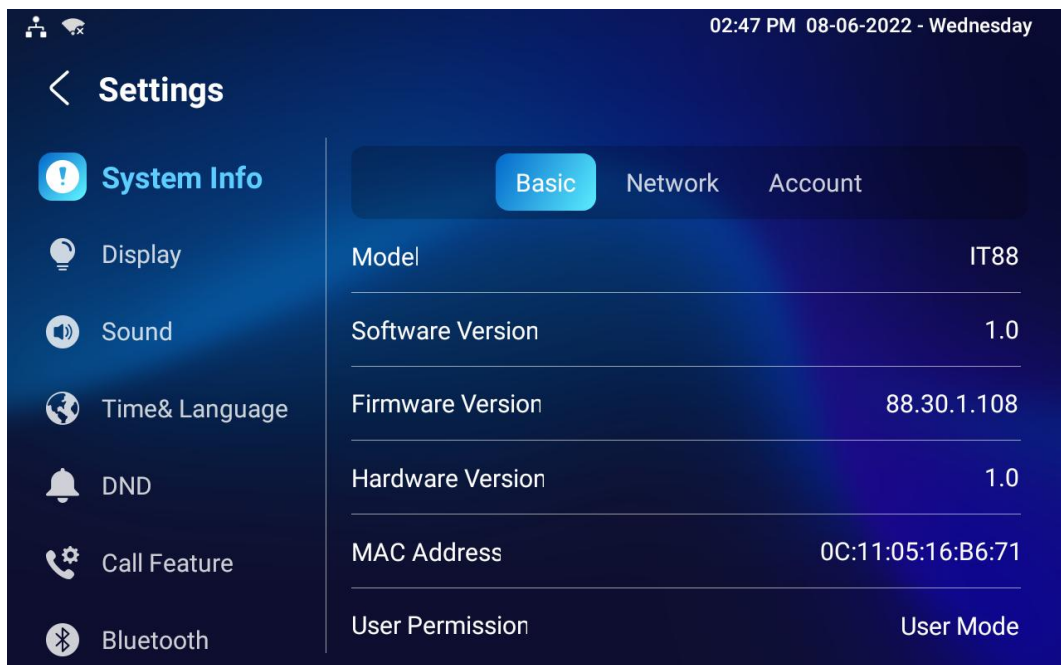 02:47 PM 08-06-2022 - Wednesday
Settings
System Info
Display
Sound
Time& Language
DND
Call Feature
Bluetooth
Basic Network Account
Model IT88
Software Version 1.0
Firmware Version 88.30.1.108
Hardware Version 1.0
MAC Address 0C:11:05:16:B6:71
User Permission User Mode